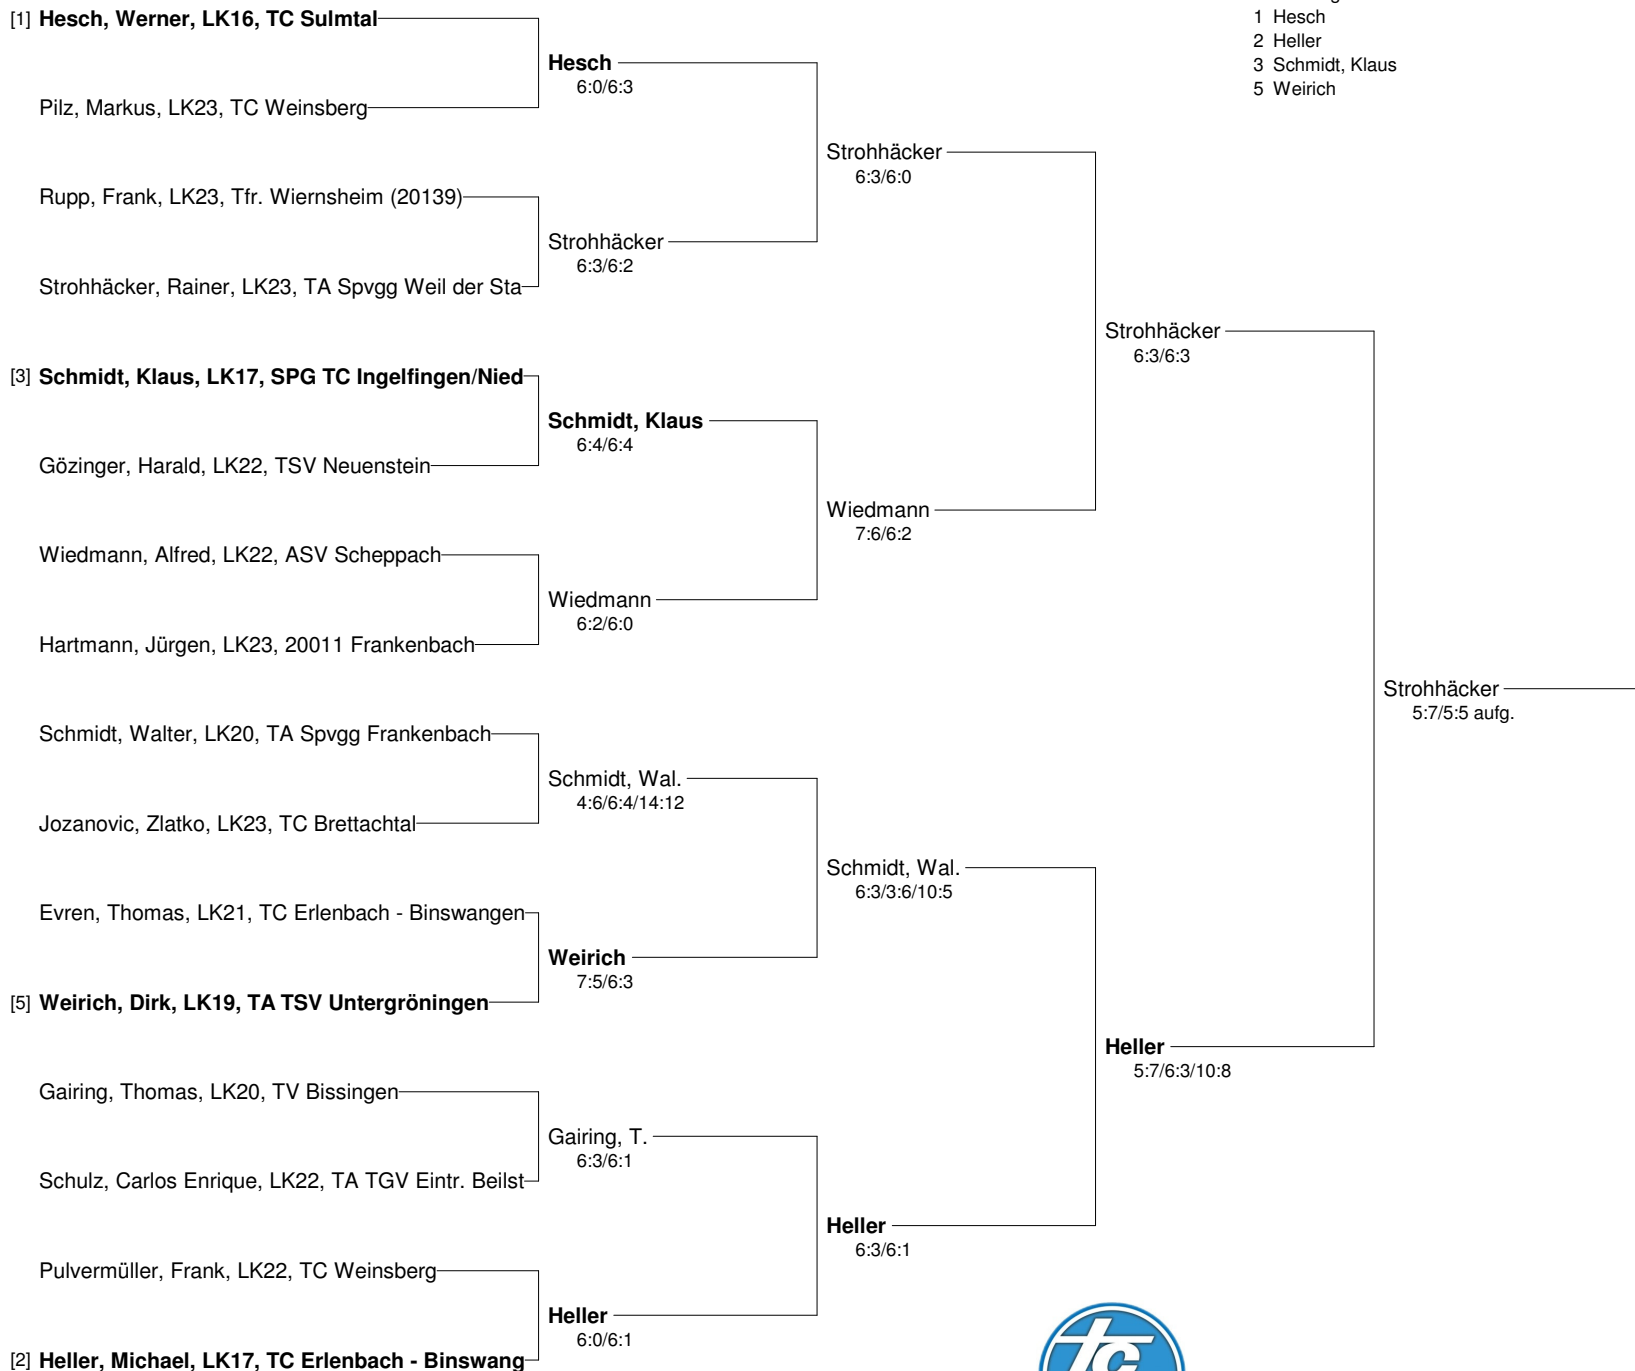 [1] Hesch, Werner, LK16, TC Sulmtal
Pilz, Markus, LK23, TC Weinsberg
Rupp, Frank, LK23, Tfr. Wiernsheim (20139)
Strohhäcker, Rainer, LK23, TA Spvgg Weil der Sta
[3] Schmidt, Klaus, LK17, SPG TC Ingelfingen/Nied
Gözinger, Harald, LK22, TSV Neuenstein
Wiedmann, Alfred, LK22, ASV Scheppach
Hartmann, Jürgen, LK23, 20011 Frankenbach
Schmidt, Walter, LK20, TA Spvgg Frankenbach
Jozanovic, Zlatko, LK23, TC Brettachtal
Evren, Thomas, LK21, TC Erlenbach - Binswangen
[5] Weirich, Dirk, LK19, TA TSV Untergröningen
Gairing, Thomas, LK20, TV Bissingen
Schulz, Carlos Enrique, LK22, TA TGV Eintr. Beilst
Pulvermüller, Frank, LK22, TC Weinsberg
[2] Heller, Michael, LK17, TC Erlenbach - Binswang
Hesch
6:0/6:3
Strohhäcker
6:3/6:2
Schmidt, Klaus
6:4/6:4
Wiedmann
6:2/6:0
Schmidt, Wal.
4:6/6:4/14:12
Weirich
7:5/6:3
Gairing, T.
6:3/6:1
Heller
6:0/6:1
Strohhäcker
6:3/6:0
Wiedmann
7:6/6:2
Schmidt, Wal.
6:3/3:6/10:5
Heller
6:3/6:1
Strohhäcker
6:3/6:3
Heller
5:7/6:3/10:8
Strohhäcker
5:7/5:5 aufg.
1 Hesch
2 Heller
3 Schmidt, Klaus
5 Weirich
tc